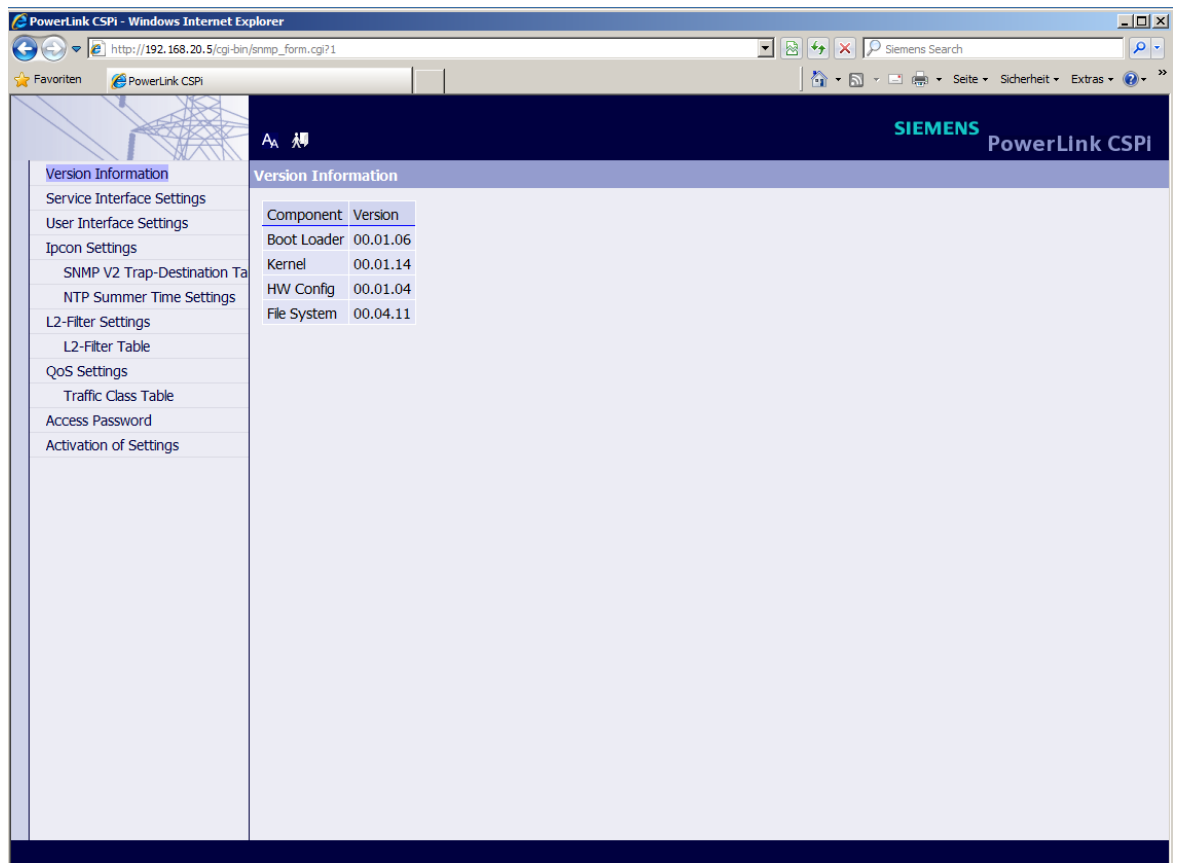 PowerLink CSPi - Windows Internet Explorer
http://192.168.20.5/cgi-bin/snmp_form.cgi?1
Siemens Search
Favoriten
PowerLink CSPi
Seite
Sicherheit
Extras
»
AA
SIEMENS
PowerLink CSPi
Version Information
Service Interface Settings
User Interface Settings
Ipcon Settings
SNMP V2 Trap-Destination Ta
NTP Summer Time Settings
L2-Filter Settings
L2-Filter Table
QoS Settings
Traffic Class Table
Access Password
Activation of Settings
Version Information
Component Version
Boot Loader 00.01.06
Kernel 00.01.14
HW Config 00.01.04
File System 00.04.11